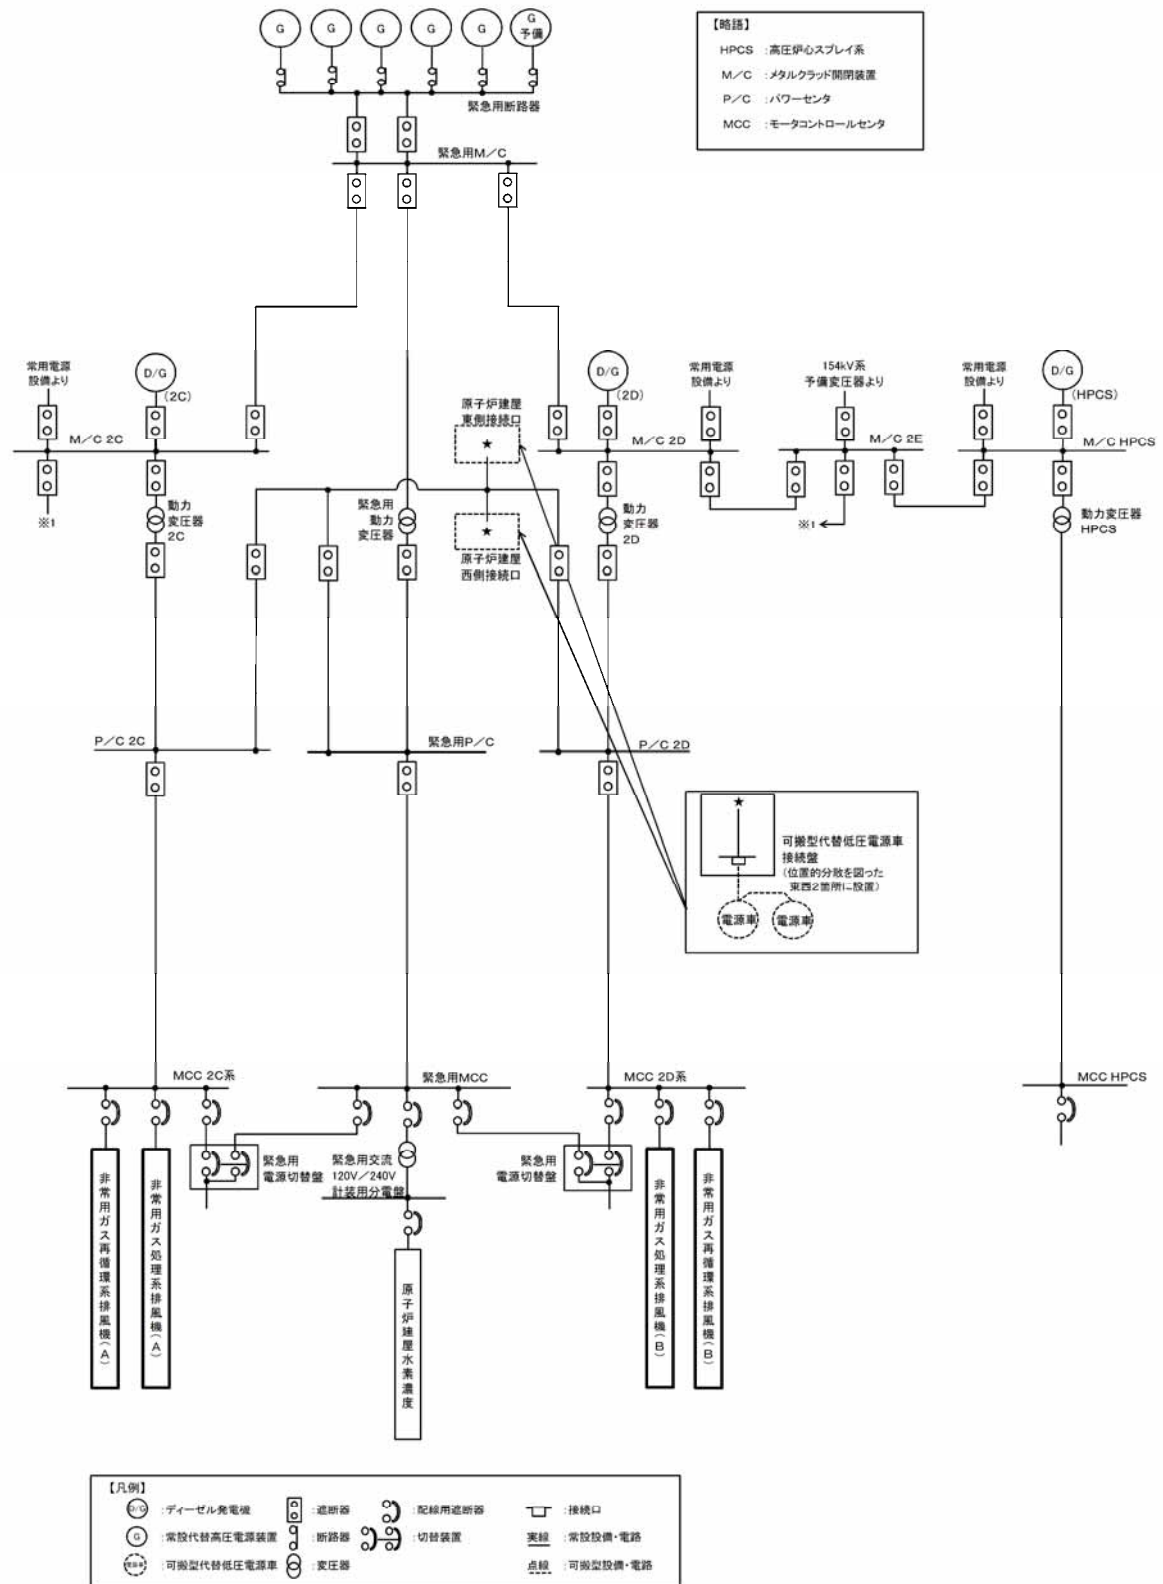 G
G
G
G
G
G
予備
緊急用断路器
緊急用M/C
【略語】
HPCS :高圧炉心スプレイ系
M/C :メタルクラッド開閉装置
P/C :パワーセンタ
MCC :モータコントロールセンタ
常用電源
設備より
D/G
(2C)
M/C 2C
※1
動力
変圧器
2C
原子炉建屋
東側接続口
★
緊急用
動力
変圧器
★
原子炉建屋
西側接続口
D/G
(2D)
M/C 2D
動力
変圧器
2D
常用電源
設備より
154kV系
予備変圧器より
M/C 2E
※1
常用電源
設備より
D/G
(HPCS)
M/C HPCS
動力変圧器
HPCS
P/C 2C
緊急用P/C
P/C 2D
★
可搬型代替低圧電源車
接続盤
(位置的分散を図った
東西2箇所に設置)
電源車
電源車
MCC 2C系
緊急用MCC
MCC 2D系
MCC HPCS
緊急用
電源切替盤
緊急用交流
120V/240V
計装用分電盤
緊急用
電源切替盤
非常用ガス再循環系排風機(A)
非常用ガス処理系排風機(A)
原子炉建屋水素濃度
非常用ガス処理系排風機(B)
非常用ガス再循環系排風機(B)
【凡例】
D/G :ディーゼル発電機
:遮断器
:配線用遮断器
:接続口
G :常設代替高圧電源装置
:断路器
:切替装置
実線 :常設設備・電路
電源車 :可搬型代替低圧電源車
:変圧器
点線 :可搬型設備・電路